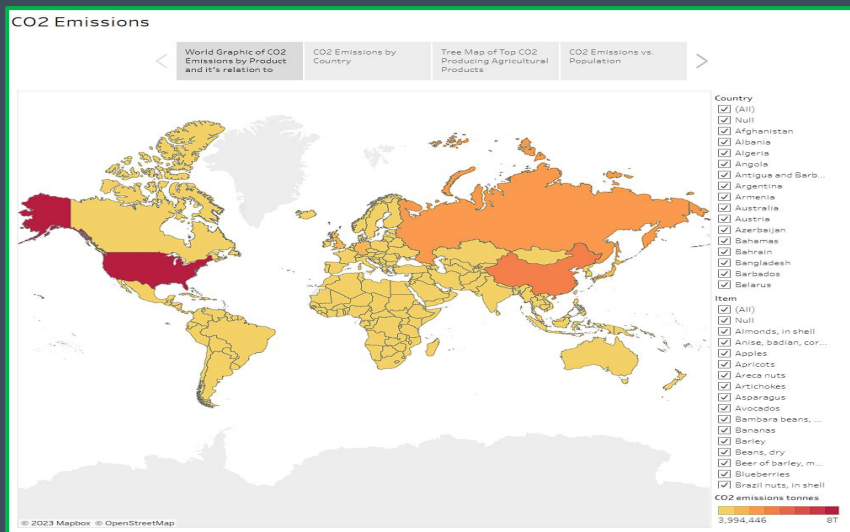 CO2 Emissions
World Graphic of CO2
Emissions by Product
and it's relation to
CO2 Emissions by
Country
Tree Map of Top CO2
Producing Agricultural
Products
CO2 Emissions vs.
Population
Country
(All)
Null
Afghanistan
Albania
Algeria
Angola
Antigua and Barb...
Argentina
Armenia
Australia
Austria
Azerbaijan
Bahamas
Bahrain
Bangladesh
Barbados
Belarus
Item
(All)
Null
Almonds, in shell
Anise, badian, cor...
Apples
Apricots
Areca nuts
Artichokes
Asparagus
Avocados
Bambara beans, ...
Bananas
Barley
Beans, dry
Beer of barley, m...
Blueberries
Brazil nuts, in shell
CO2 emissions tonnes
3,994,446 8T
© 2023 Mapbox © OpenStreetMap